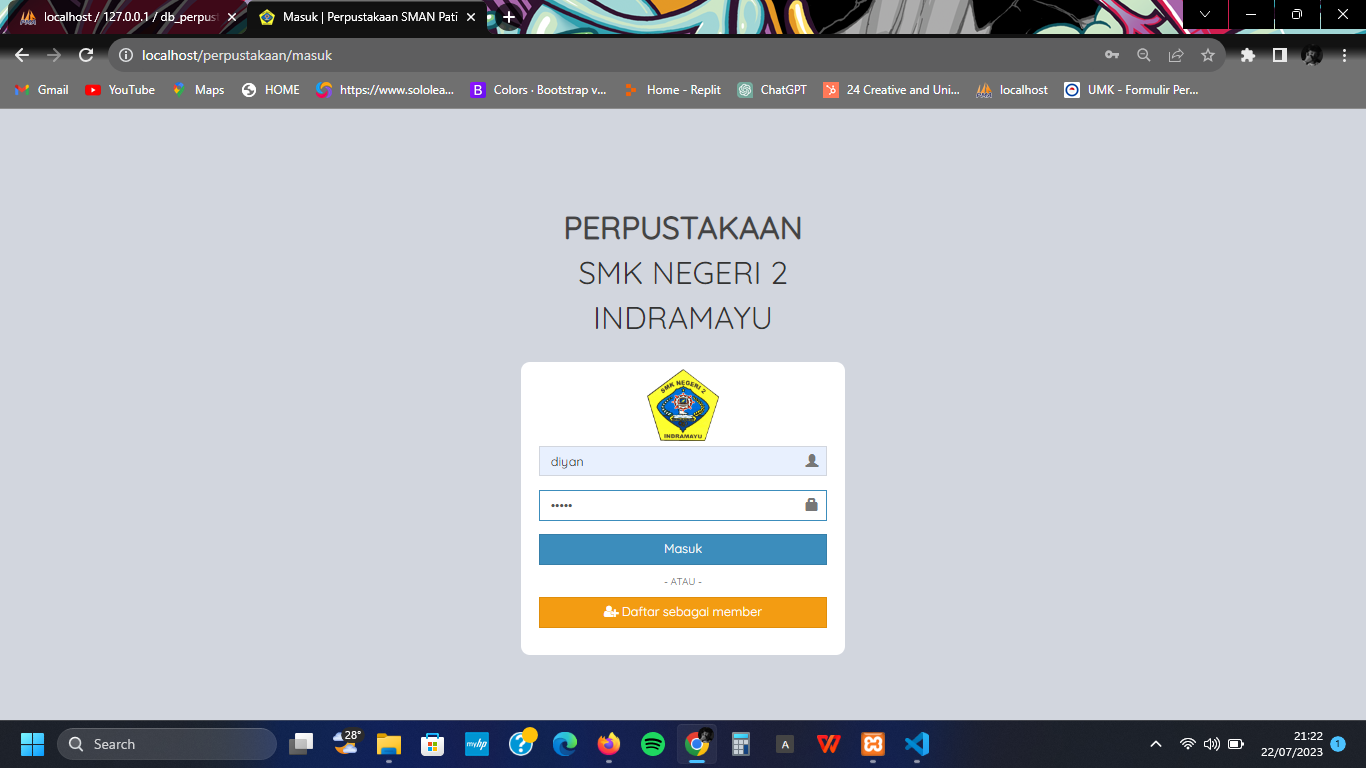 localhost / 127.0.0.1 / db_perpust
Masuk | Perpustakaan SMAN Pati
localhost/perpustakaan/masuk
Gmail
YouTube
Maps
HOME
https://www.sololea...
Colors · Bootstrap v...
Home - Replit
ChatGPT
24 Creative and Uni...
localhost
UMK - Formulir Per...
PERPUSTAKAAN
SMK NEGERI 2
INDRAMAYU
SMK NEGERI 2
INDRAMAYU
diyan
•••••
Masuk
- ATAU -
Daftar sebagai member
Search
28°
myhp
A
21:22
22/07/2023
1